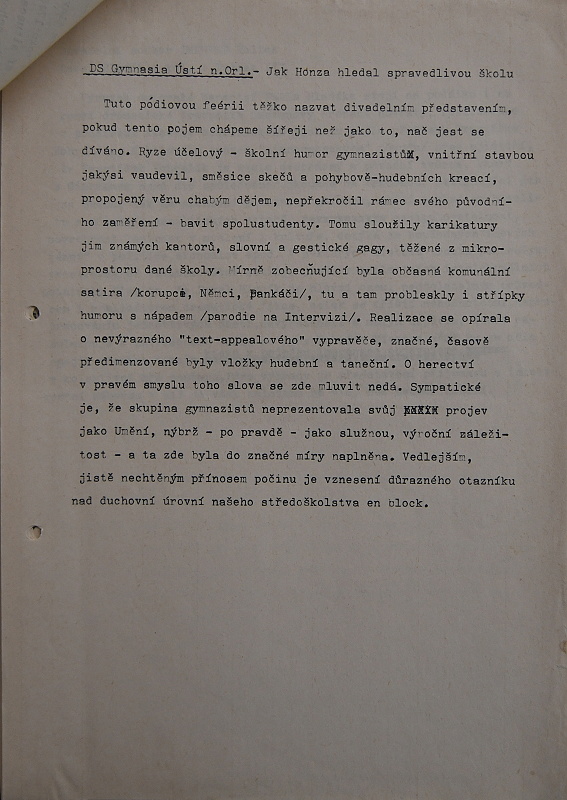 DS Gymnasia Ústí n.Orl.- Jak Honza hledal spravedlivou školu
Tuto pódiovou feérii těžko nazvat divadelním představením,
pokud tento pojem chápeme šířeji než jako to, nač jest se
díváno. Ryze účelový - školní humor gymnazistů, vnitřní stavbou
jakýsi vaudevil, směsice skečů a pohybově-hudebních kreací,
propojený věru chabým dějem, nepřekročil rámec svého původní-
ho zaměření - bavit spolustudenty. Tomu sloužily karikatury
jim známých kantorů, slovní a gestické gagy, těžené z mikro-
prostoru dané školy. Mírně zobecňující byla občasná komunální
satira /korupce, Němci, pankáči/, tu a tam probleskly i střípky
humoru s nápadem /parodie na Intervizi/. Realizace se opírala
o nevýrazného "text-appealového" vypravěče, značné, časově
předimenzované byly vložky hudební a taneční. O herectví
v pravém smyslu toho slova se zde mluvit nedá. Sympatické
je, že skupina gymnazistů neprezentovala svůj projev
jako Umění, nýbrž - po pravdě - jako služnou, výroční záleži-
tost - a ta zde byla do značné míry naplněna. Vedlejším,
jistě nechtěným přínosem počinu je vznesení důrazného otazníku
nad duchovní úrovní našeho středoškolstva en block.